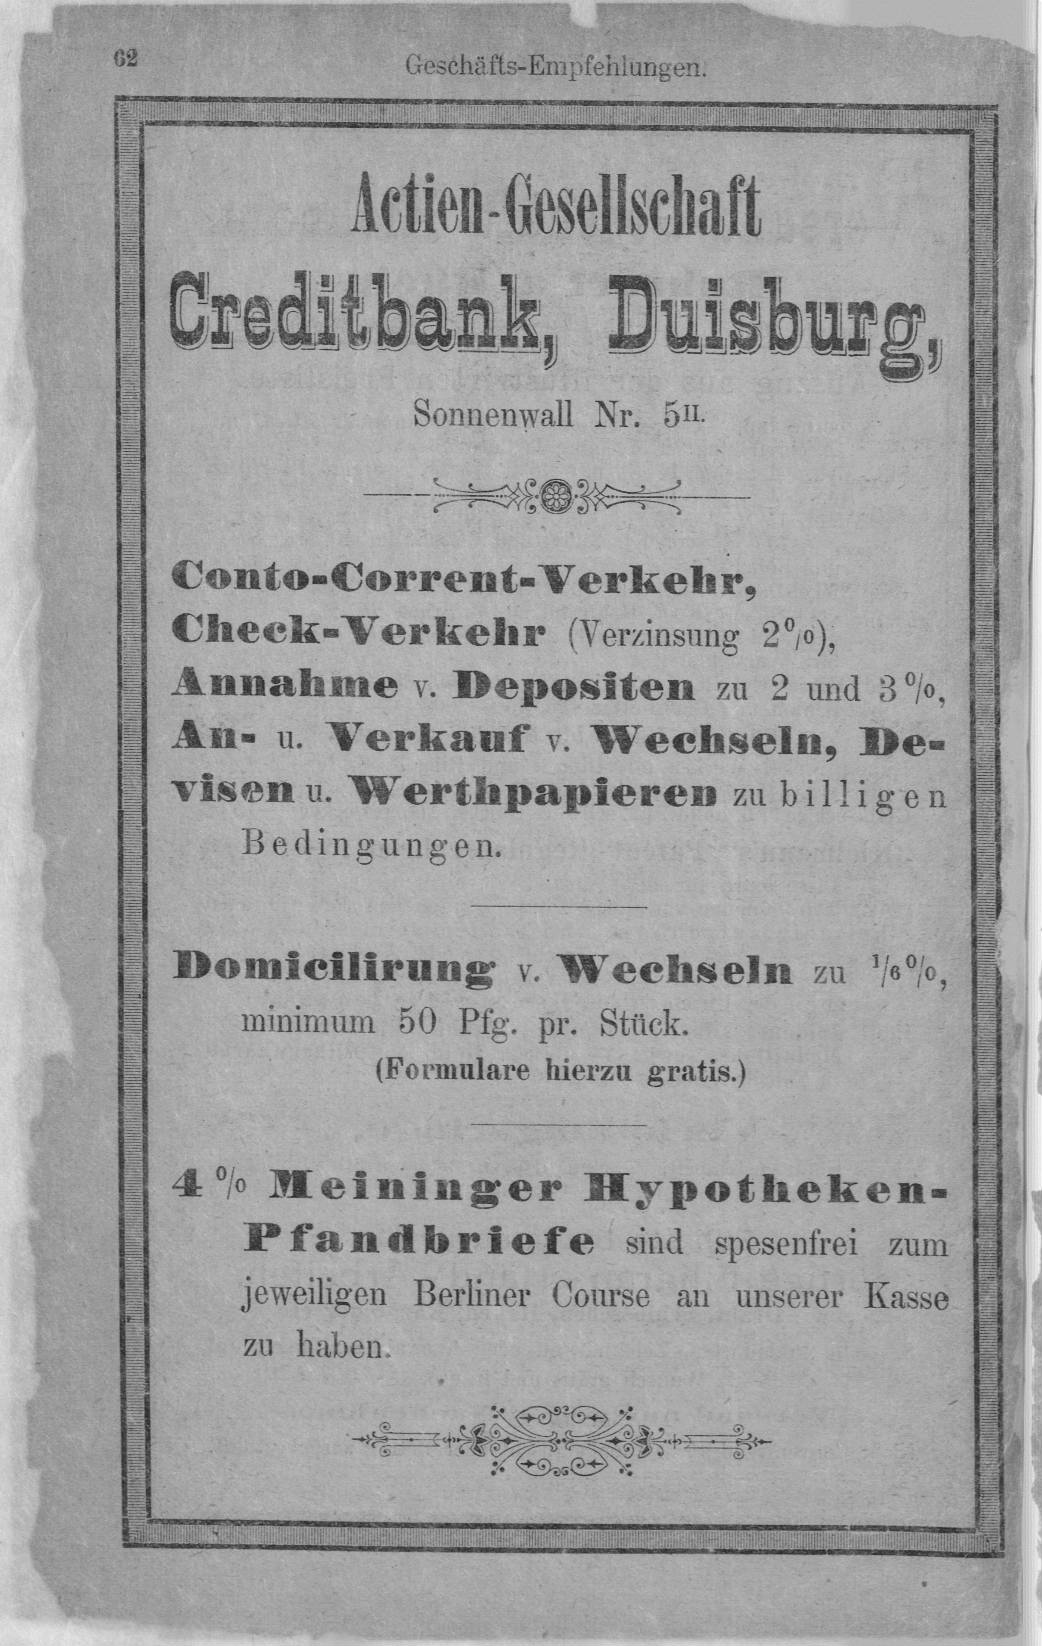 62
Geschäfts-Empfehlungen.
Actien-Gesellschaft
Creditbank, Duisburg,
Sonnenwall Nr. 5II.
Conto-Corrent-Verkehr,
Check-Verkehr (Verzinsung 2%),
Annahme v. Depositen zu 2 und 3%,
An- u. Verkauf v. Wechseln, De-
visen u. Werthpapieren zu billigen
Bedingungen.
Domicilirung v. Wechseln zu 1/6%,
minimum 50 Pfg. pr. Stück.
(Formulare hierzu gratis.)
4% Meininger Hypotheken-
Pfandbriefe sind spesenfrei zum
jeweiligen Berliner Course an unserer Kasse
zu haben.